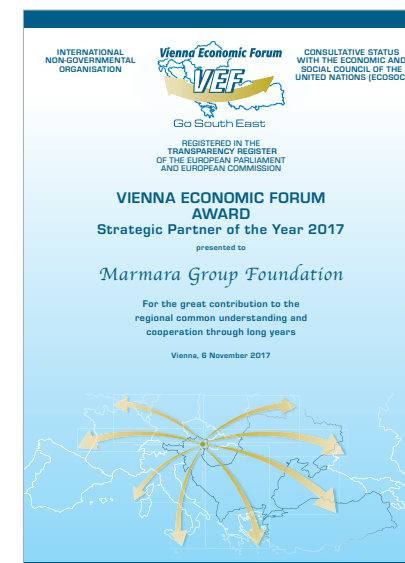 INTERNATIONAL
NON-GOVERNMENTAL
ORGANISATION
Vienna Economic Forum
VEF
Go South East
CONSULTATIVE STATUS
WITH THE ECONOMIC AND
SOCIAL COUNCIL OF THE
UNITED NATIONS (ECOSOC
REGISTERED IN THE
TRANSPARENCY REGISTER
OF THE EUROPEAN PARLIAMENT
AND EUROPEAN COMMISSION
VIENNA ECONOMIC FORUM
AWARD
Strategic Partner of the Year 2017
presented to
Marmara Group Foundation
For the great contribution to the
regional common understanding and
cooperation through long years
Vienna, 6 November 2017